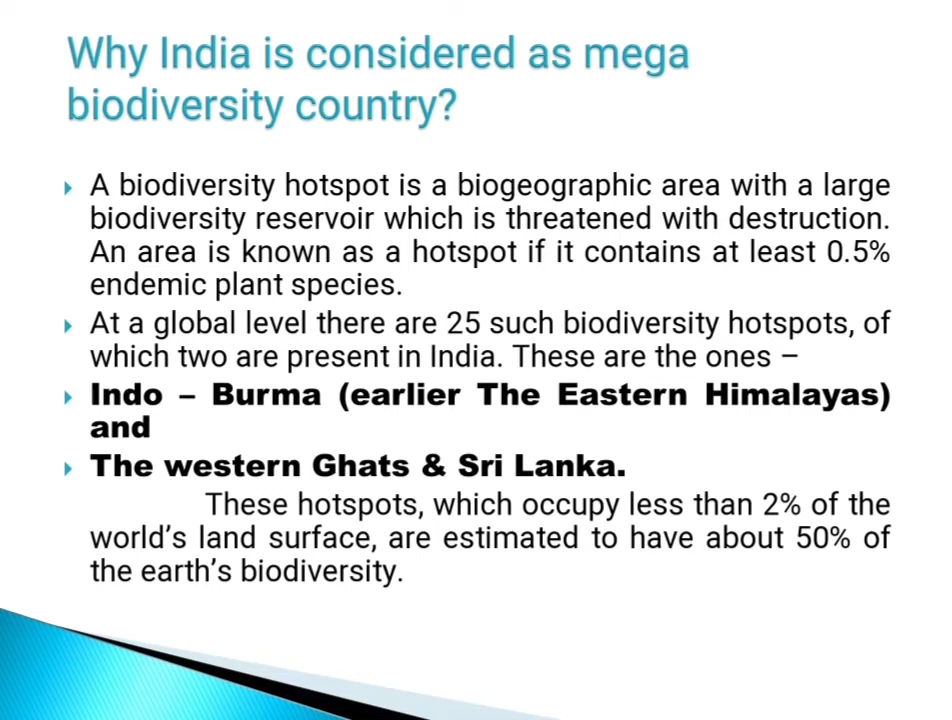 Why India is considered as mega
biodiversity country?
A biodiversity hotspot is a biogeographic area with a large
biodiversity reservoir which is threatened with destruction.
An area is known as a hotspot if it contains at least 0.5%
endemic plant species.
At a global level there are 25 such biodiversity hotspots, of
which two are present in India. These are the ones –
Indo – Burma (earlier The Eastern Himalayas)
and
The western Ghats & Sri Lanka.
These hotspots, which occupy less than 2% of the
world’s land surface, are estimated to have about 50% of
the earth’s biodiversity.